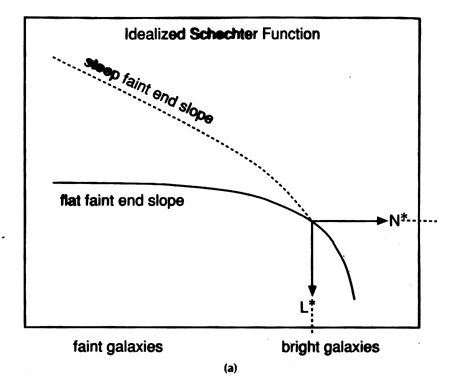 Idealized Schechter Function
steep faint end slope
flat faint end slope
N*
L*
faint galaxies
bright galaxies
(a)